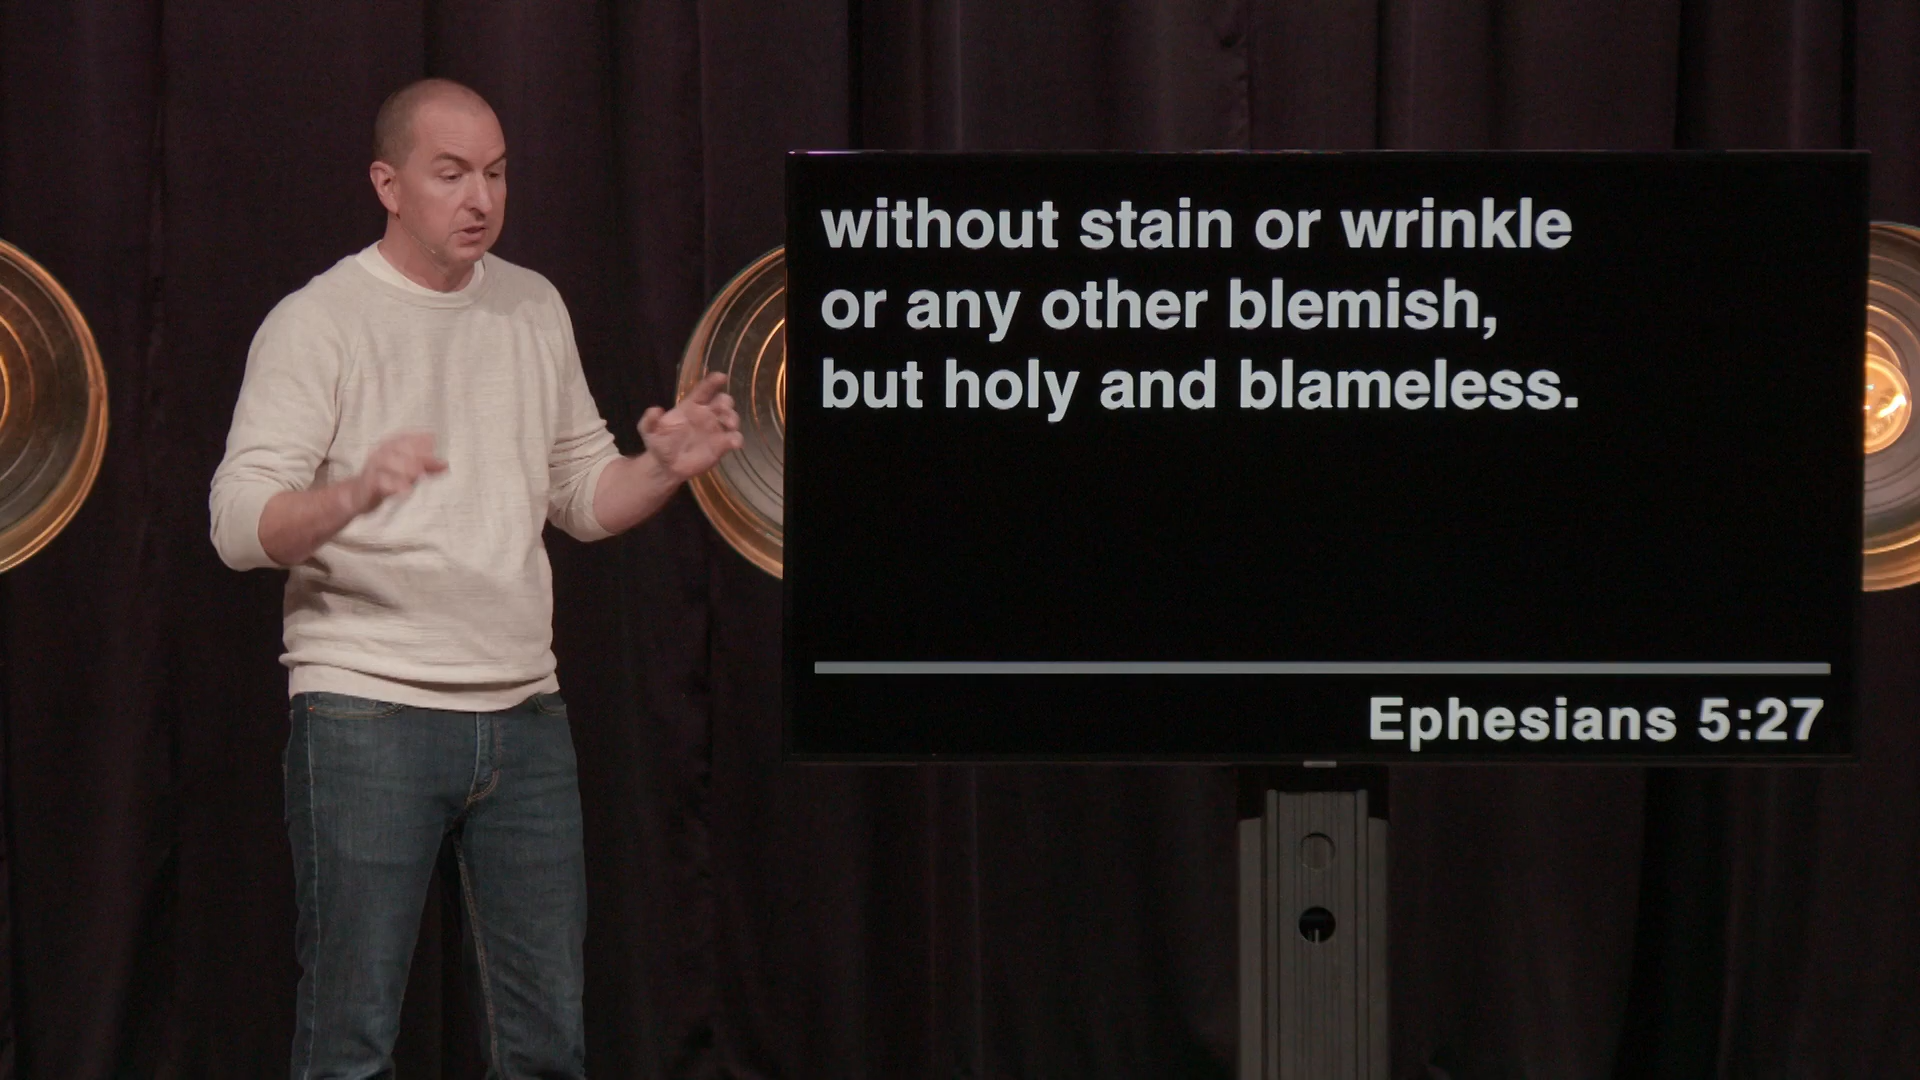 without stain or wrinkle
or any other blemish,
but holy and blameless.
Ephesians 5:27